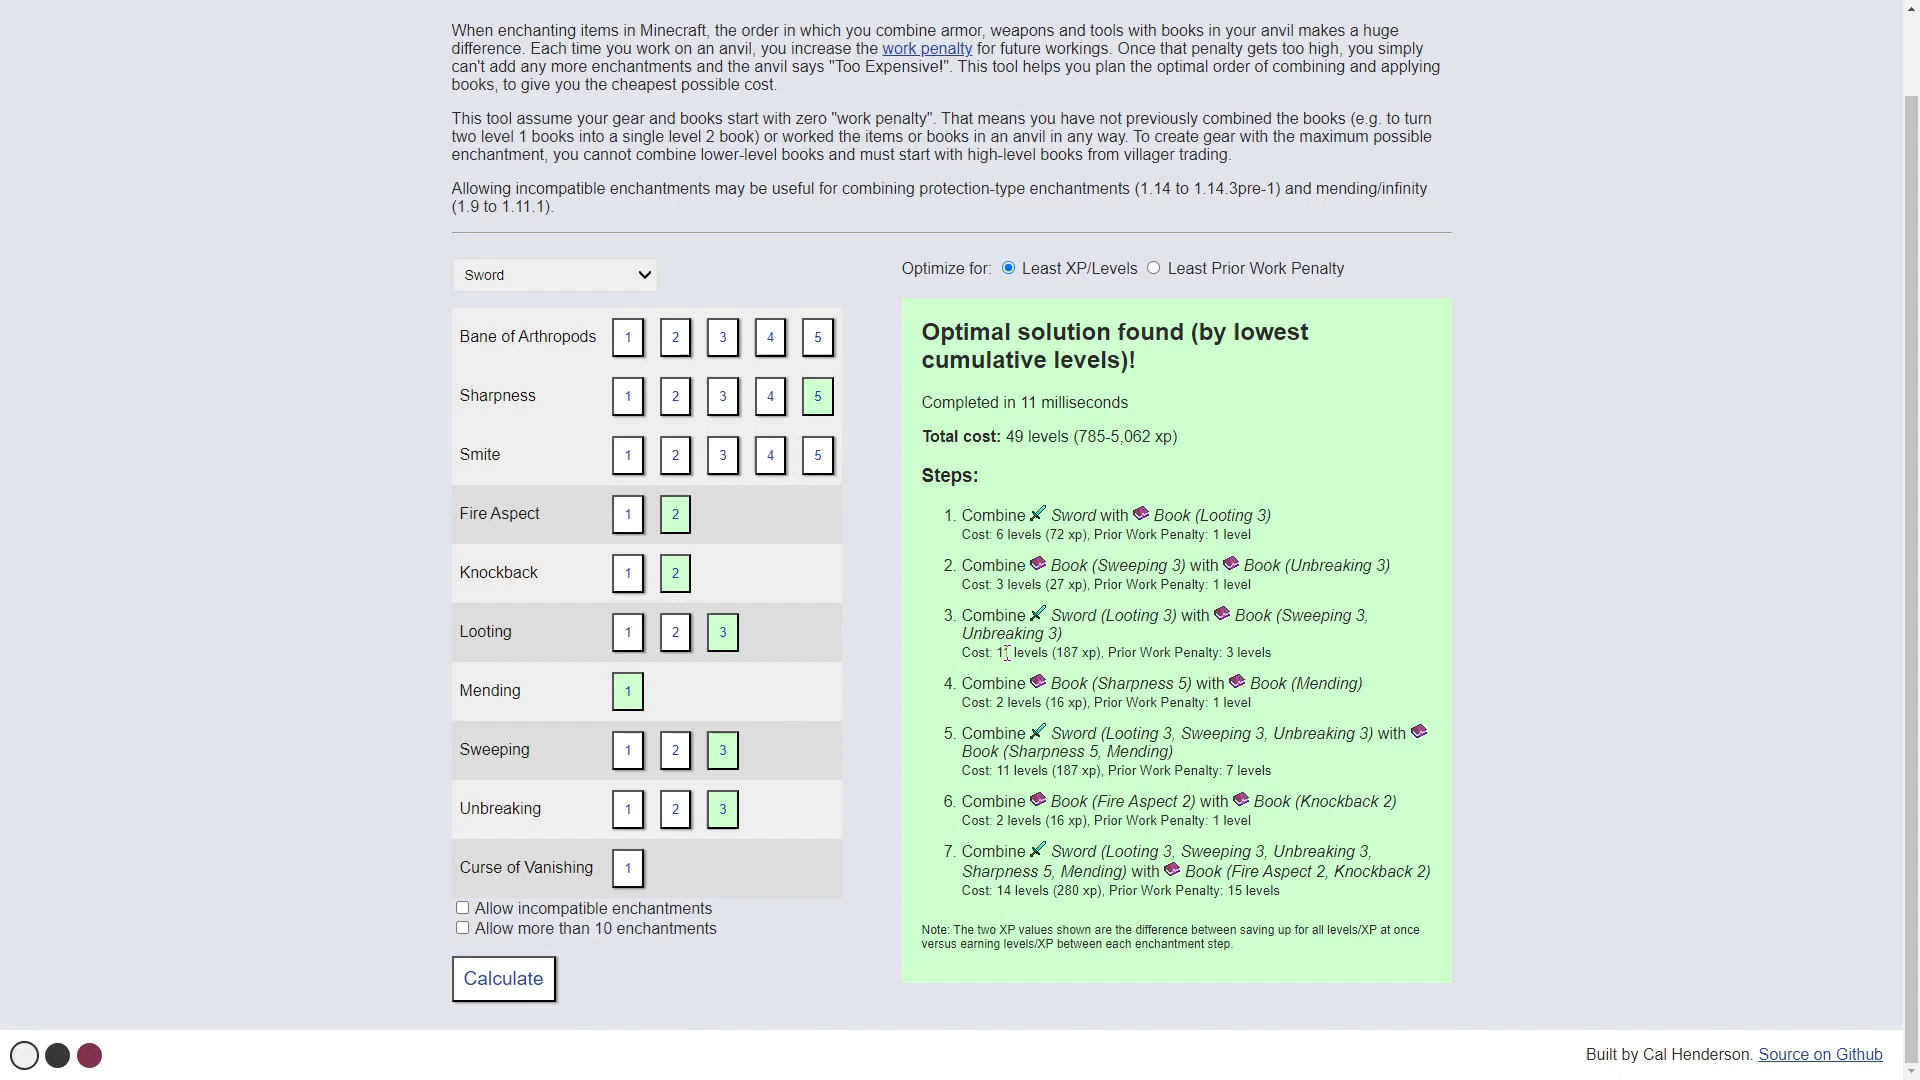 When enchanting items in Minecraft, the order in which you combine armor, weapons and tools with books in your anvil makes a huge
difference. Each time you work on an anvil, you increase the work penalty for future workings. Once that penalty gets too high, you simply
can't add any more enchantments and the anvil says "Too Expensive!". This tool helps you plan the optimal order of combining and applying
books, to give you the cheapest possible cost.
This tool assume your gear and books start with zero "work penalty". That means you have not previously combined the books (e.g. to turn
two level 1 books into a single level 2 book) or worked the items or books in an anvil in any way. To create gear with the maximum possible
enchantment, you cannot combine lower-level books and must start with high-level books from villager trading.
Allowing incompatible enchantments may be useful for combining protection-type enchantments (1.14 to 1.14.3pre-1) and mending/infinity
(1.9 to 1.11.1).
Sword
Bane of Arthropods 1 2 3 4 5
Sharpness 1 2 3 4 5
Smite 1 2 3 4 5
Fire Aspect 1 2
Knockback 1 2
Looting 1 2 3
Mending 1
Sweeping 1 2 3
Unbreaking 1 2 3
Curse of Vanishing 1
Allow incompatible enchantments
Allow more than 10 enchantments
Calculate
Optimize for: Least XP/Levels Least Prior Work Penalty
Optimal solution found (by lowest
cumulative levels)!
Completed in 11 milliseconds
Total cost: 49 levels (785-5,062 xp)
Steps:
1. Combine Sword with Book (Looting 3)
Cost: 6 levels (72 xp), Prior Work Penalty: 1 level
2. Combine Book (Sweeping 3) with Book (Unbreaking 3)
Cost: 3 levels (27 xp), Prior Work Penalty: 1 level
3. Combine Sword (Looting 3) with Book (Sweeping 3,
Unbreaking 3)
Cost: 11 levels (187 xp), Prior Work Penalty: 3 levels
4. Combine Book (Sharpness 5) with Book (Mending)
Cost: 2 levels (16 xp), Prior Work Penalty: 1 level
5. Combine Sword (Looting 3, Sweeping 3, Unbreaking 3) with
Book (Sharpness 5, Mending)
Cost: 11 levels (187 xp), Prior Work Penalty: 7 levels
6. Combine Book (Fire Aspect 2) with Book (Knockback 2)
Cost: 2 levels (16 xp), Prior Work Penalty: 1 level
7. Combine Sword (Looting 3, Sweeping 3, Unbreaking 3,
Sharpness 5, Mending) with Book (Fire Aspect 2, Knockback 2)
Cost: 14 levels (280 xp), Prior Work Penalty: 15 levels
Note: The two XP values shown are the difference between saving up for all levels/XP at once
versus earning levels/XP between each enchantment step.
Built by Cal Henderson. Source on Github